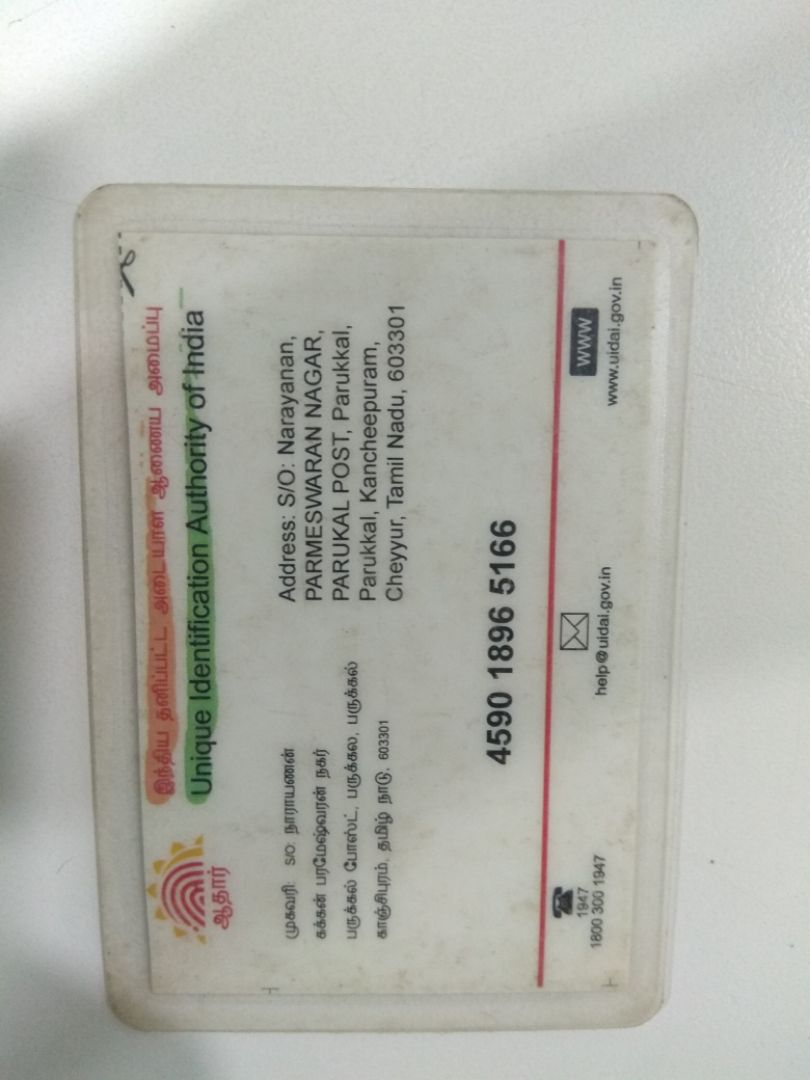 இந்திய தனிப்பட்ட அடையாள ஆணைய அமைப்பு
Unique Identification Authority of India
ஆதார்
முகவரி: S/O: நாராயணன்
கக்கன் பரமேஷ்வரன் நகர்
பருக்கல் போஸ்ட், பருக்கல, பருக்கல்
காஞ்சிபுரம், தமிழ் நாடு, 603301
Address: S/O: Narayanan,
PARMESWARAN NAGAR,
PARUKAL POST, Parukkal,
Parukkal, Kancheepuram,
Cheyyur, Tamil Nadu, 603301
4590 1896 5166
1947
1800 300 1947
help@uidai.gov.in
WWW
www.uidai.gov.in